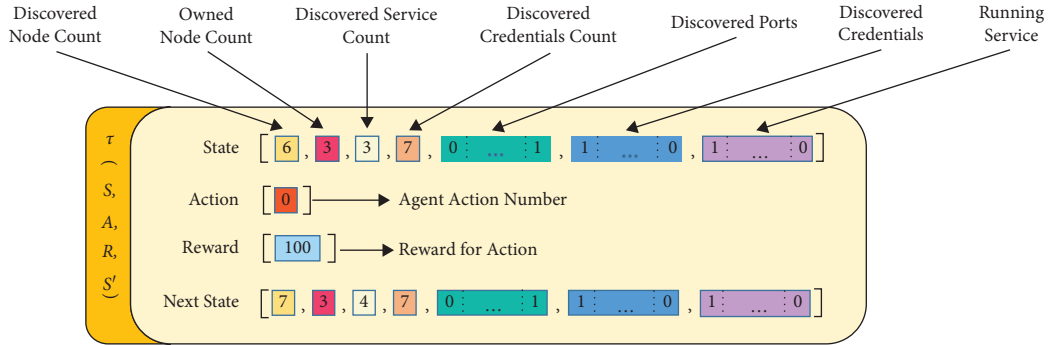 Discovered Node Count
Owned Node Count
Discovered Service Count
Discovered Credentials Count
Discovered Ports
Discovered Credentials
Running Service
τ (S, A, R, S′)
State [ 6 , 3 , 3 , 7 , 0 ... 1 , 1 ... 0 , 1 ... 0 ]
Action [ 0 ] Agent Action Number
Reward [ 100 ] Reward for Action
Next State [ 7 , 3 , 4 , 7 , 0 ... 1 , 1 ... 0 , 1 ... 0 ]